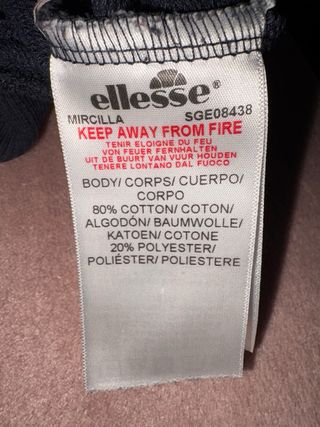 ellesse®
MIRCILLA SGE08438
KEEP AWAY FROM FIRE
TENIR ELOIGNE DU FEU
VON FEUER FERNHALTEN
UIT DE BUURT VAN VUUR HOUDEN
TENERE LONTANO DAL FUOCO
BODY/ CORPS/ CUERPO/
CORPO
80% COTTON/ COTON/
ALGODÓN/ BAUMWOLLE/
KATOEN/ COTONE
20% POLYESTER/
POLIÉSTER/ POLIESTERE